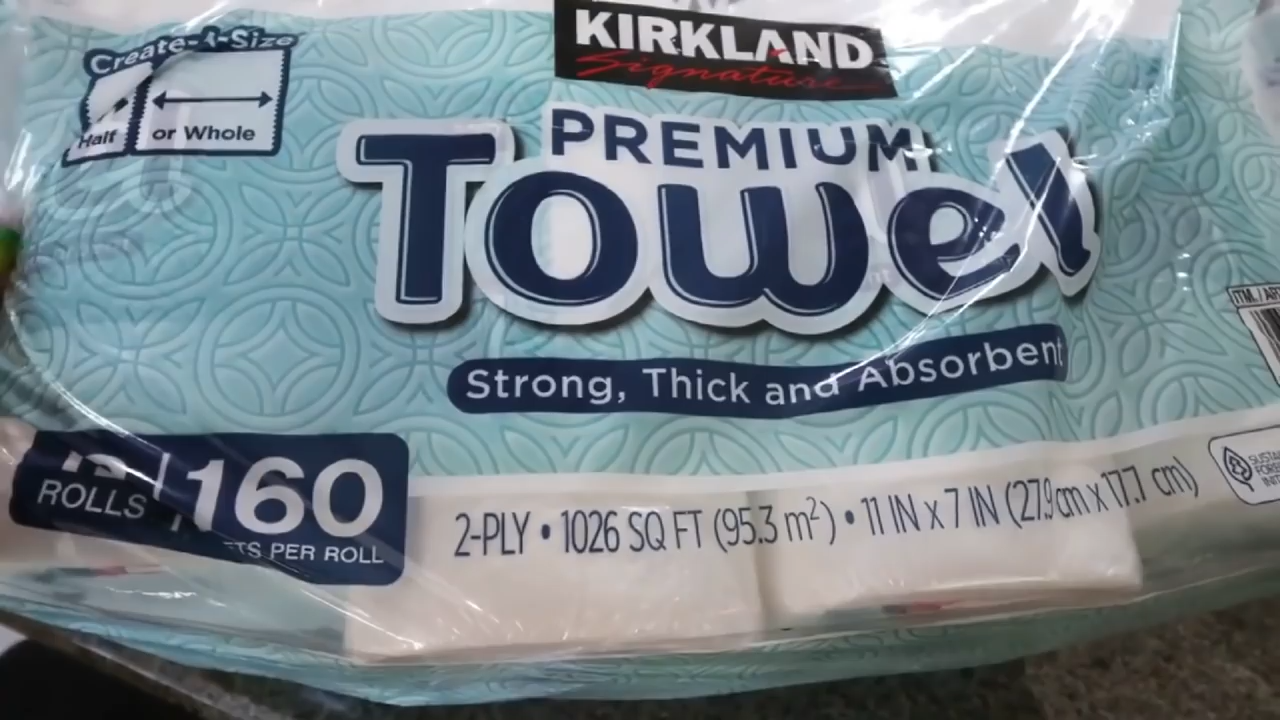 Create-A-Size
Half or Whole
KIRKLAND
Signature
PREMIUM
Towel
Strong, Thick and Absorbent
ROLLS
160
PER ROLL
2-PLY • 1026 SQ FT (95.3 m²) • 11 IN x 7 IN (27.9 cm x 17.7 cm)
ITM./